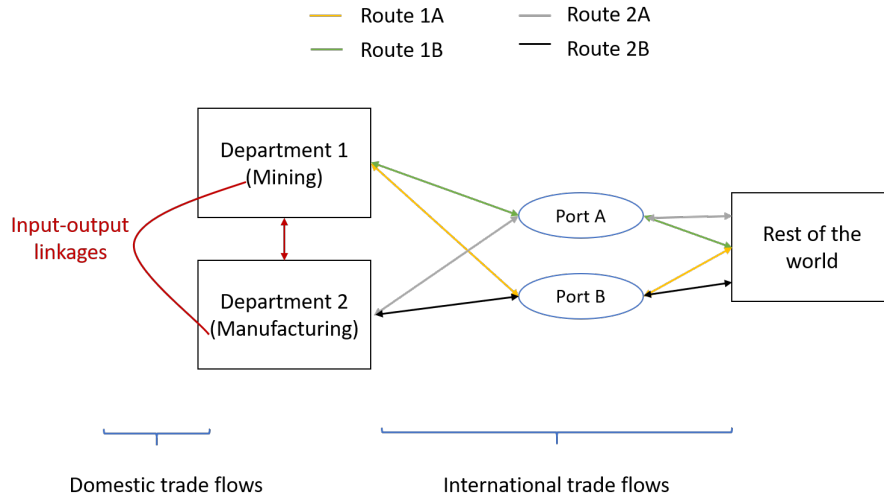 Route 1A
Route 2A
Route 1B
Route 2B
Department 1
(Mining)
Input-output
linkages
Port A
Rest of the
world
Department 2
(Manufacturing)
Port B
Domestic trade flows
International trade flows